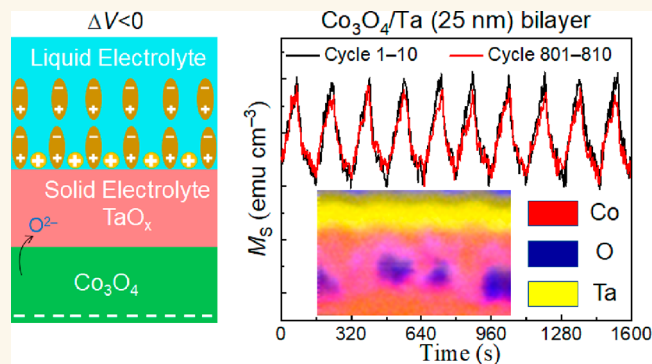 ΔV<0
Liquid Electrolyte
Solid Electrolyte
TaOₓ
O²⁻
Co₃O₄
Co₃O₄/Ta (25 nm) bilayer
Cycle 1–10
Cycle 801–810
M_S (emu cm⁻³)
Co
O
Ta
0 320 640 960 1280 1600
Time (s)